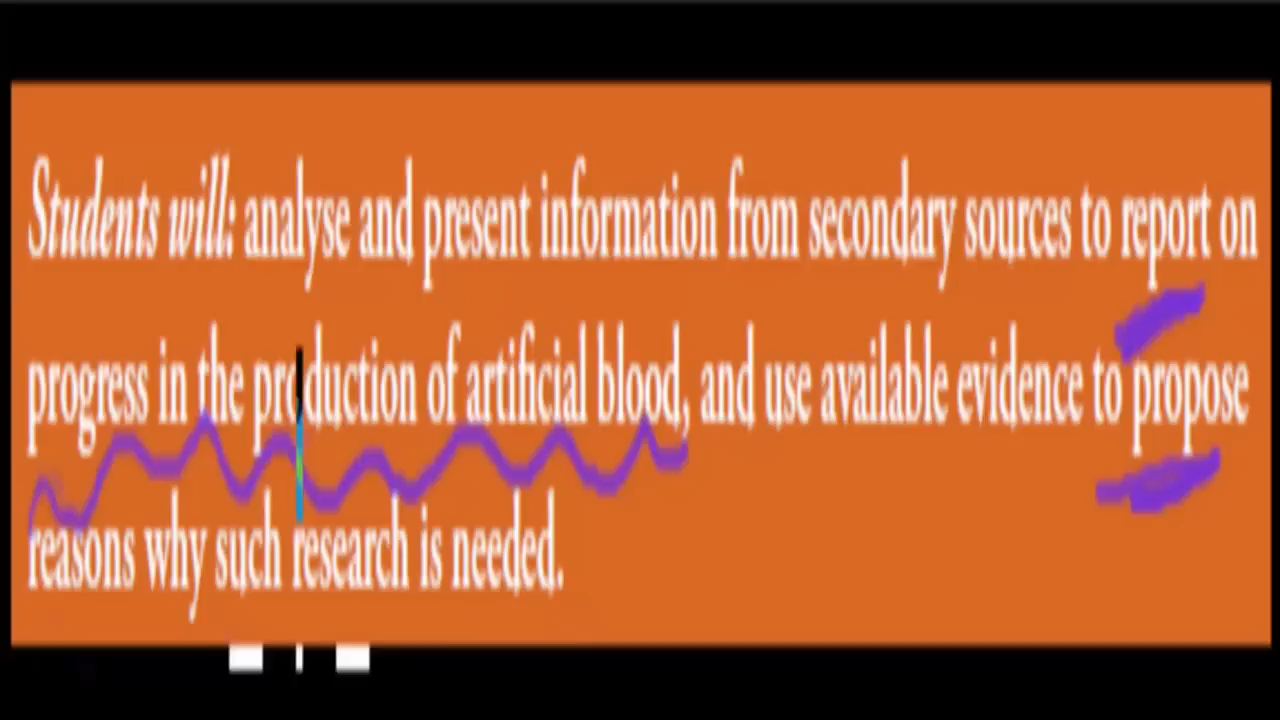 Students will: analyse and present information from secondary sources to report on
progress in the production of artificial blood, and use available evidence to propose
reasons why such research is needed.